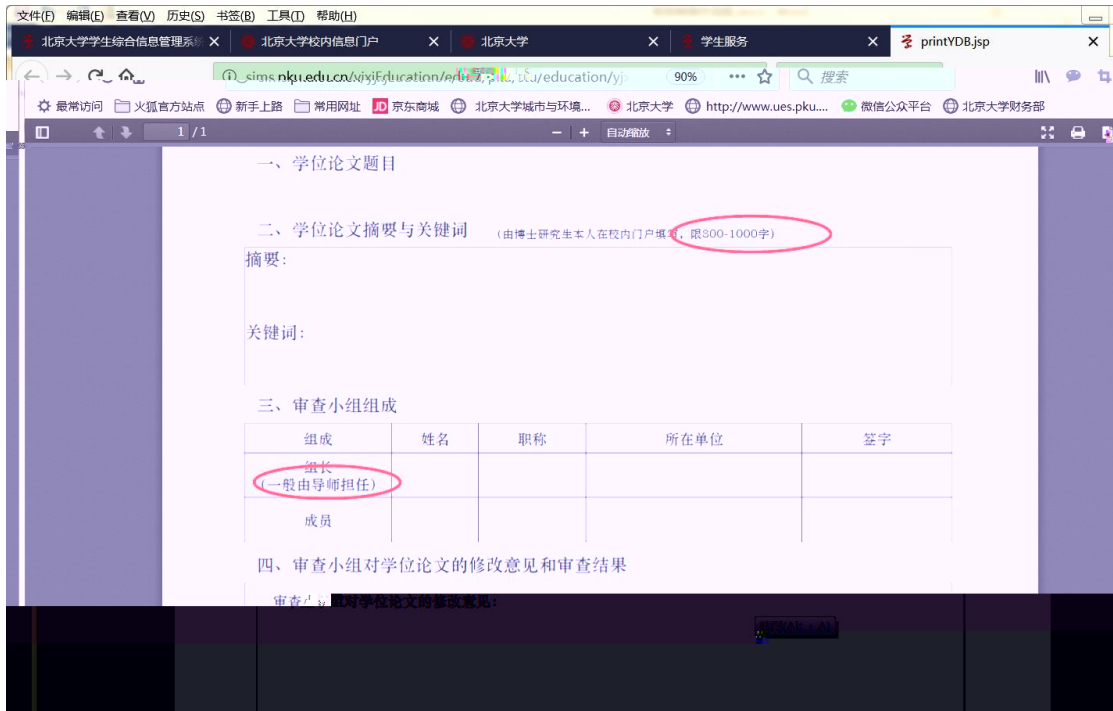 文件(F) 编辑(E) 查看(V) 历史(S) 书签(B) 工具(T) 帮助(H)
北京大学学生综合信息管理系统 北京大学校内信息门户 北京大学 学生服务 printYDB.jsp
sims.pku.edu.cn 90% ··· 搜索
最常访问 火狐官方站点 新手上路 常用网址 JD 京东商城 北京大学城市与环境... 北京大学 http://www.ues.pku.... 微信公众平台 北京大学财务部
1 / 1 − + 自动缩放
一、学位论文题目
二、学位论文摘要与关键词 (由博士研究生本人在校内门户填写，限800-1000字)
摘要:
关键词:
三、审查小组组成
组成 姓名 职称 所在单位 签字
组长
(一般由导师担任)
成员
四、审查小组对学位论文的修改意见和审查结果
审查小组对学位论文的修改意见: